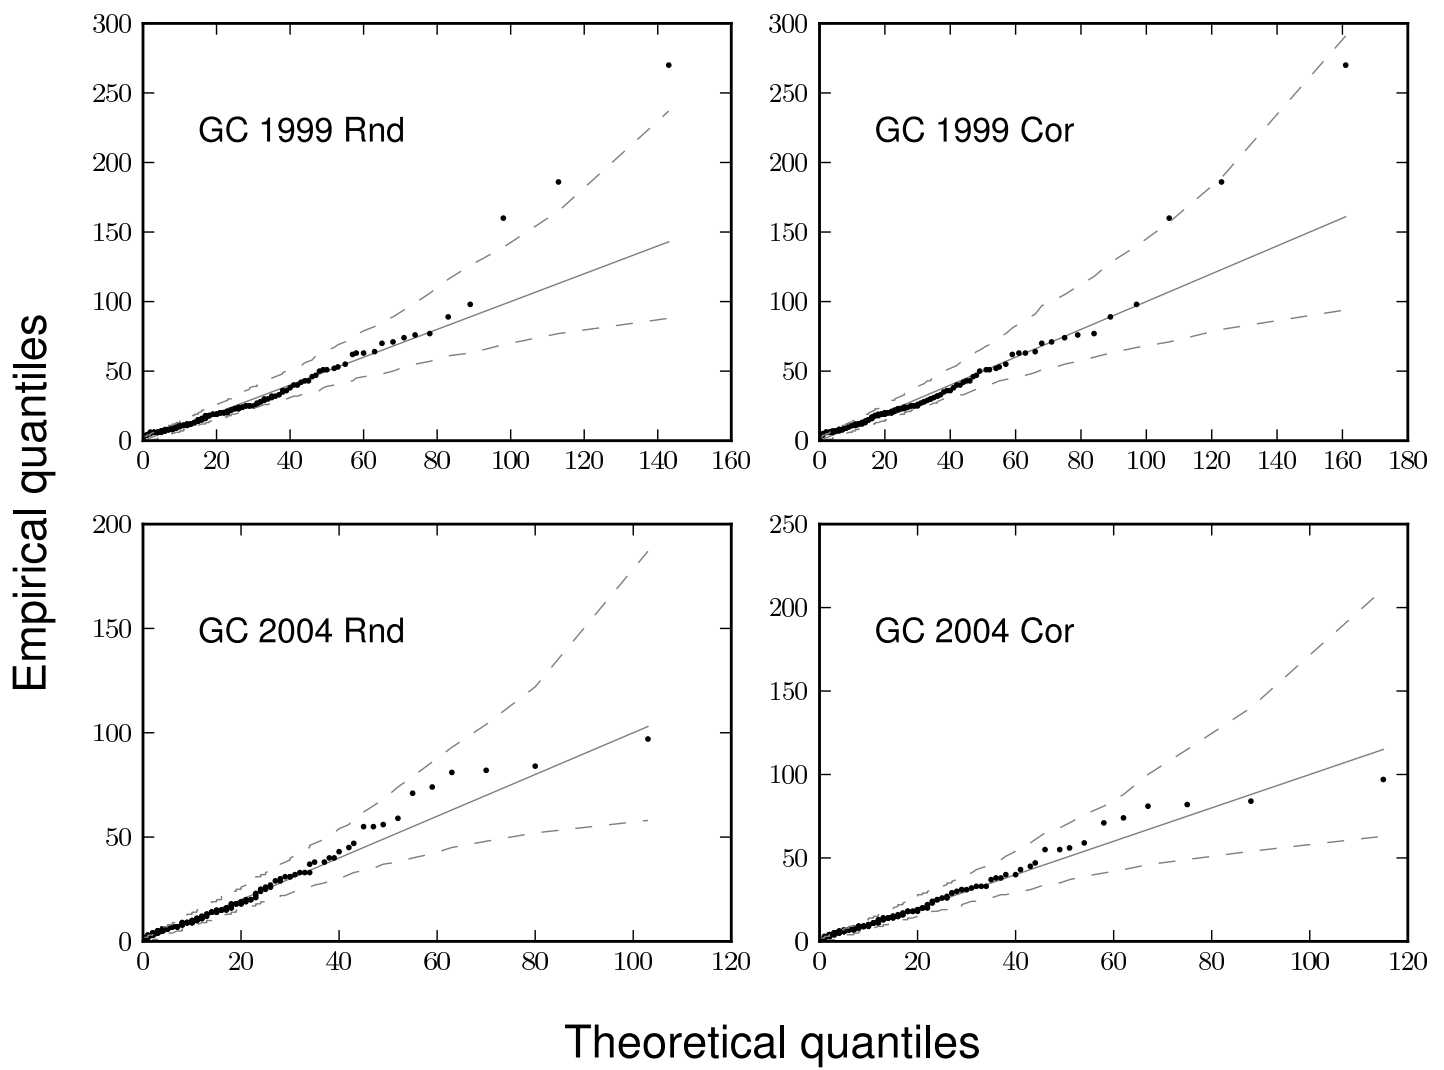 300
250
200
150
100
50
0
GC 1999 Rnd
0 20 40 60 80 100 120 140 160
300
250
200
150
100
50
0
GC 1999 Cor
0 20 40 60 80 100 120 140 160 180
Empirical quantiles
200
150
100
50
0
GC 2004 Rnd
0 20 40 60 80 100 120
250
200
150
100
50
0
GC 2004 Cor
0 20 40 60 80 100 120
Theoretical quantiles